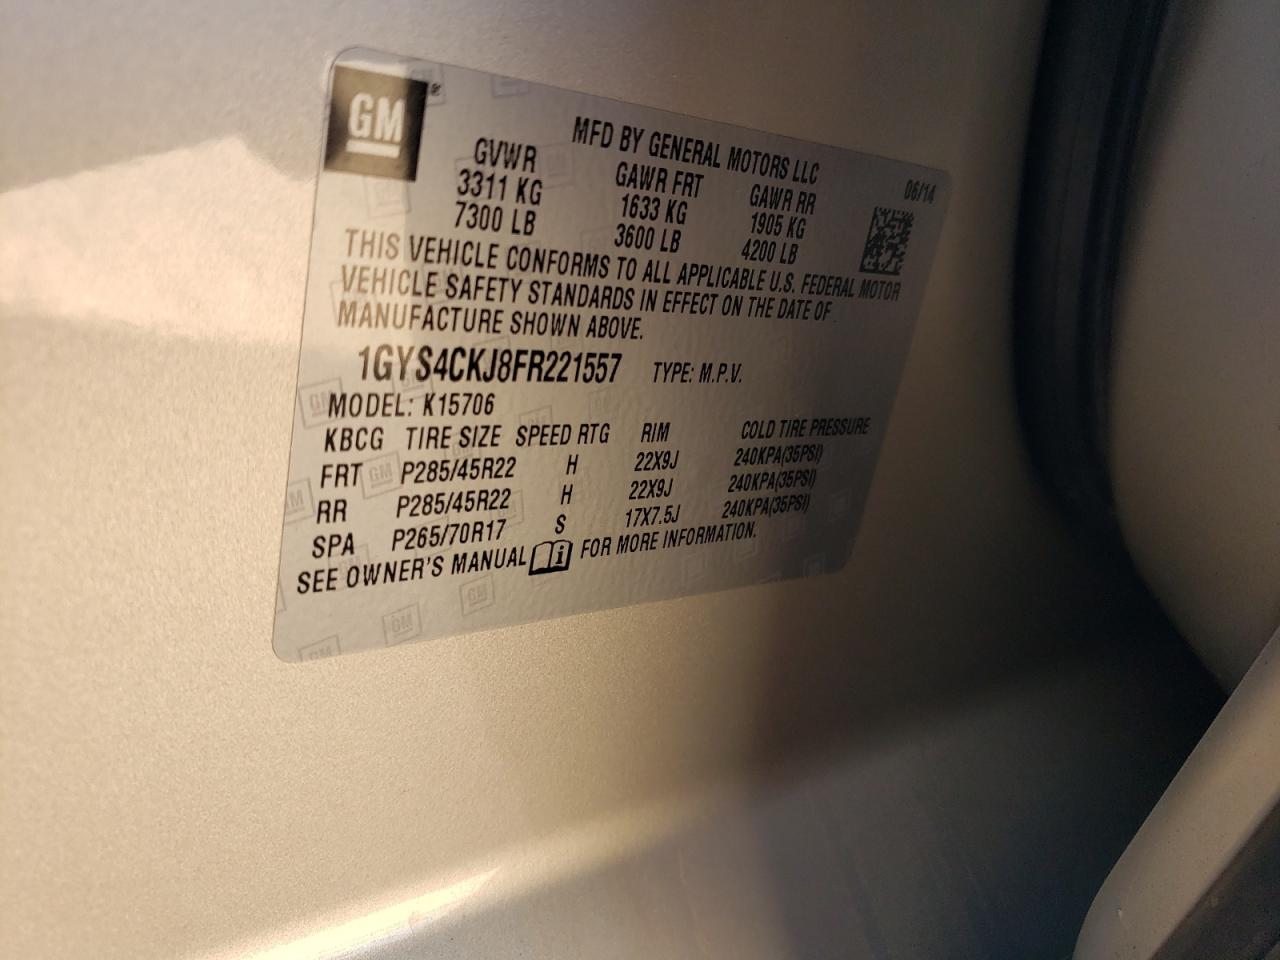 GM
MFD BY GENERAL MOTORS LLC
GVWR GAWR FRT GAWR RR 06/14
3311 KG 1633 KG 1905 KG
7300 LB 3600 LB 4200 LB
THIS VEHICLE CONFORMS TO ALL APPLICABLE U.S. FEDERAL MOTOR
VEHICLE SAFETY STANDARDS IN EFFECT ON THE DATE OF
MANUFACTURE SHOWN ABOVE.
1GYS4CKJ8FR221557 TYPE: M.P.V.
MODEL: K15706
KBCG TIRE SIZE SPEED RTG RIM COLD TIRE PRESSURE
FRT P285/45R22 H 22X9J 240KPA(35PSI)
RR P285/45R22 H 22X9J 240KPA(35PSI)
SPA P265/70R17 S 17X7.5J 240KPA(35PSI)
SEE OWNER'S MANUAL FOR MORE INFORMATION.